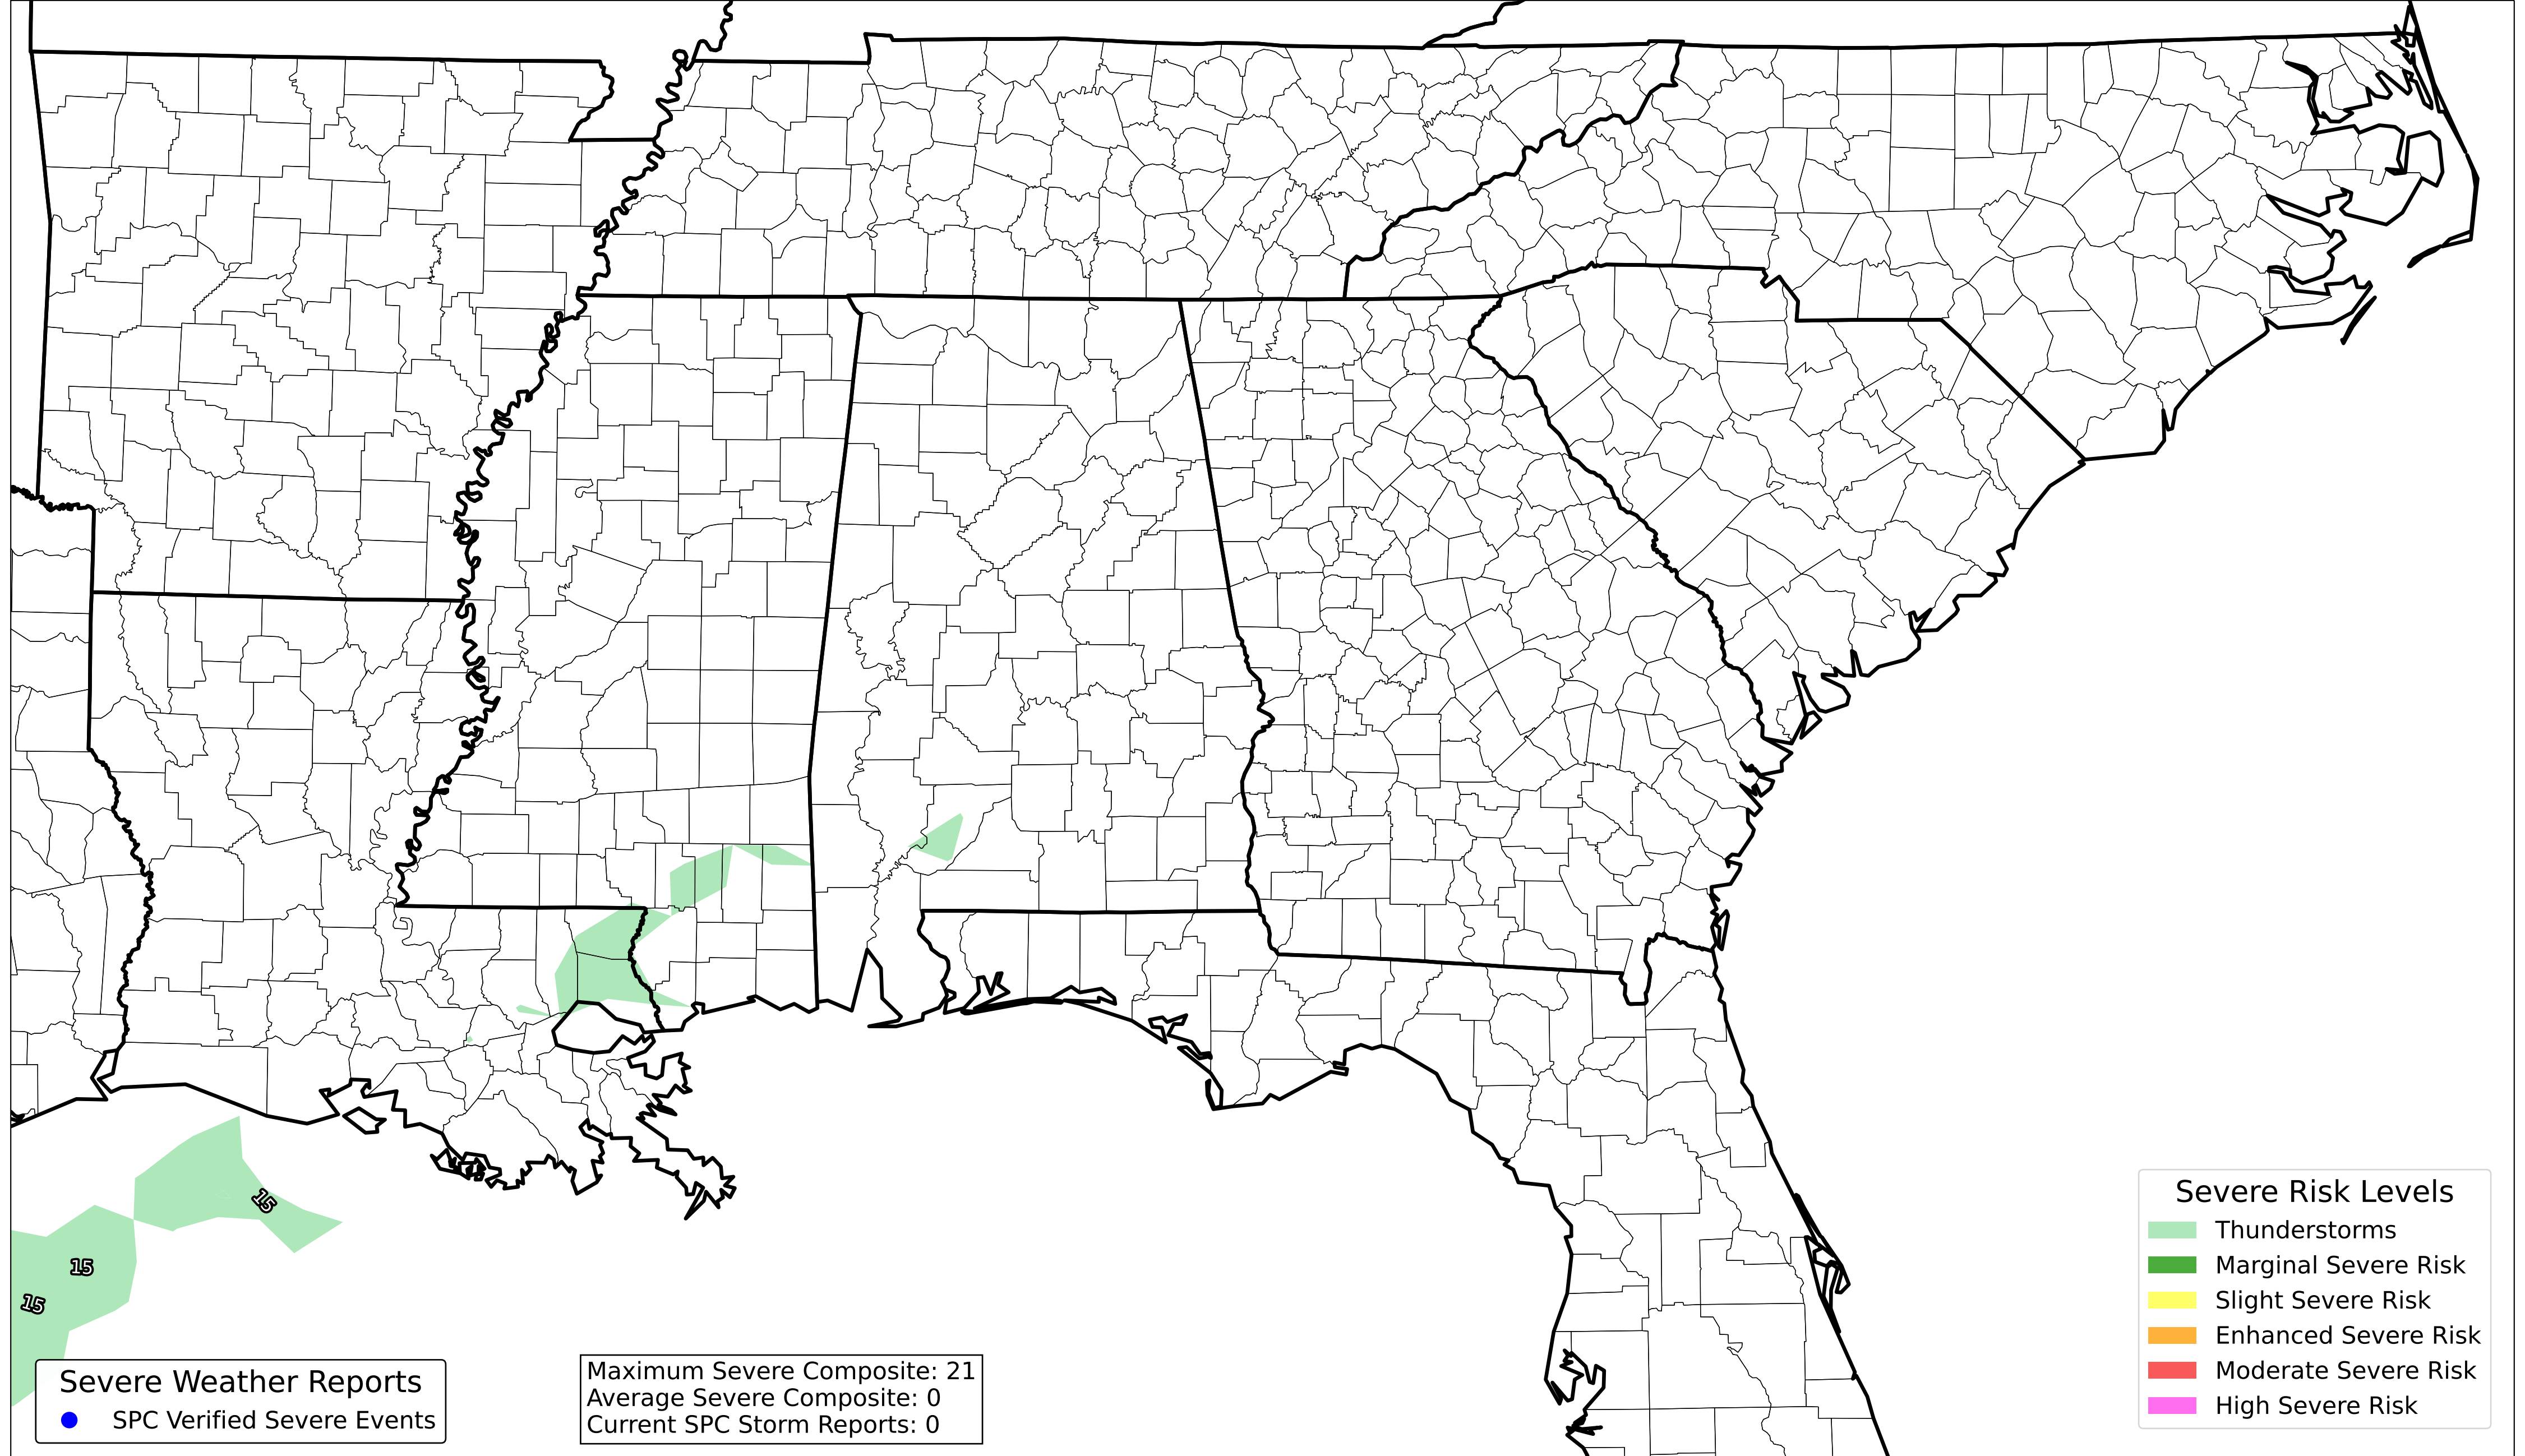 15
15
15
Severe Weather Reports
SPC Verified Severe Events
Maximum Severe Composite: 21
Average Severe Composite: 0
Current SPC Storm Reports: 0
Severe Risk Levels
Thunderstorms
Marginal Severe Risk
Slight Severe Risk
Enhanced Severe Risk
Moderate Severe Risk
High Severe Risk